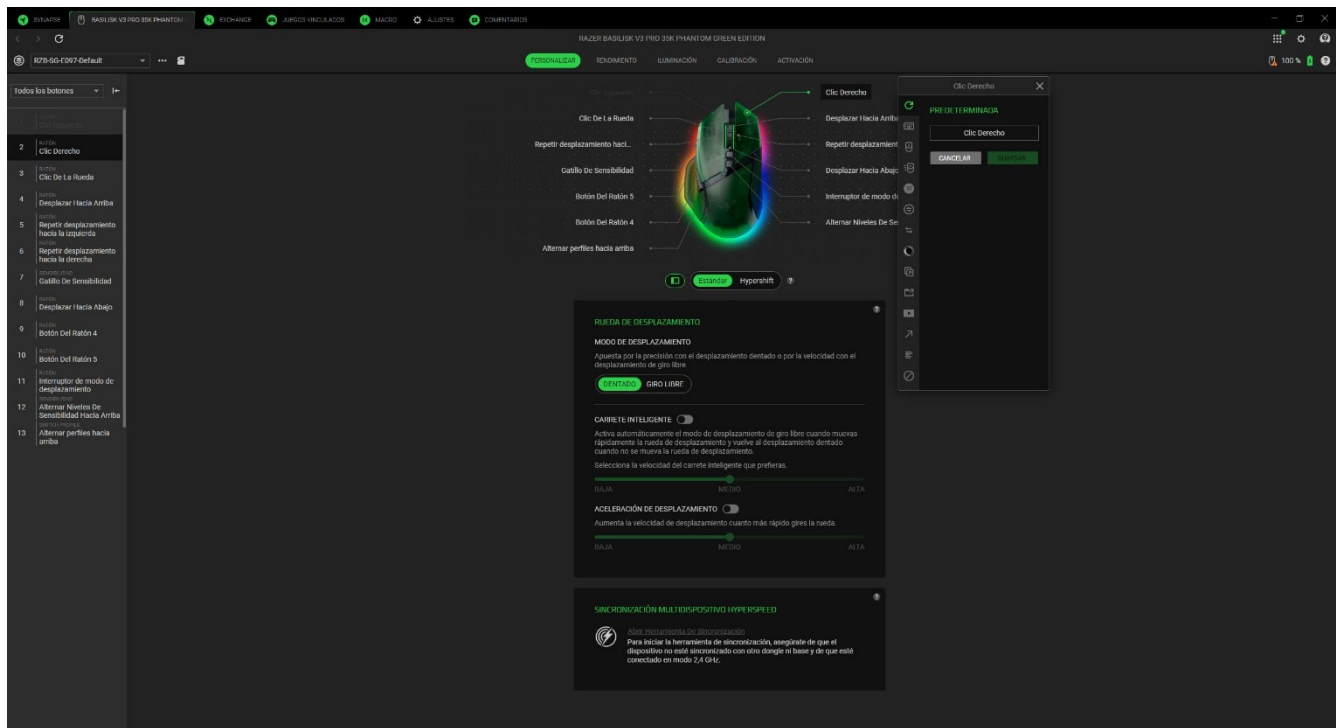 SYNAPSE
BASILISK V3 PRO 35K PHANTOM
EXCHANGE
JUEGOS VINCULADOS
MACRO
AJUSTES
COMENTARIOS
RAZER BASILISK V3 PRO 35K PHANTOM GREEN EDITION
RZB-SG-E097-Default
PERSONALIZAR
RENDIMIENTO
ILUMINACIÓN
CALIBRACIÓN
ACTIVACIÓN
100 %
Todos los botones
1
RATÓN
Clic Izquierdo
2
RATÓN
Clic Derecho
3
RATÓN
Clic De La Rueda
4
RATÓN
Desplazar Hacia Arriba
5
RATÓN
Repetir desplazamiento
hacia la izquierda
6
RATÓN
Repetir desplazamiento
hacia la derecha
7
SENSIBILIDAD
Gatillo De Sensibilidad
8
RATÓN
Desplazar Hacia Abajo
9
RATÓN
Botón Del Ratón 4
10
RATÓN
Botón Del Ratón 5
11
RATÓN
Interruptor de modo de
desplazamiento
12
SENSIBILIDAD
Alternar Niveles De
Sensibilidad Hacia Arriba
13
SWITCH PROFILE
Alternar perfiles hacia
arriba
Clic Izquierdo
Clic De La Rueda
Repetir desplazamiento haci...
Gatillo De Sensibilidad
Botón Del Ratón 5
Botón Del Ratón 4
Alternar perfiles hacia arriba
Clic Derecho
Desplazar Hacia Arriba
Repetir desplazamient
Desplazar Hacia Abajo
Interruptor de modo d
Alternar Niveles De Se
Estándar
Hypershift
RUEDA DE DESPLAZAMIENTO
MODO DE DESPLAZAMIENTO
Apuesta por la precisión con el desplazamiento dentado o por la velocidad con el
desplazamiento de giro libre.
DENTADO
GIRO LIBRE
CARRETE INTELIGENTE
Activa automáticamente el modo de desplazamiento de giro libre cuando muevas
rápidamente la rueda de desplazamiento y vuelve al desplazamiento dentado
cuando no se mueva la rueda de desplazamiento.
Selecciona la velocidad del carrete inteligente que prefieras.
BAJA
MEDIO
ALTA
ACELERACIÓN DE DESPLAZAMIENTO
Aumenta la velocidad de desplazamiento cuanto más rápido gires la rueda.
BAJA
MEDIO
ALTA
SINCRONIZACIÓN MULTIDISPOSITIVO HYPERSPEED
Abrir Herramienta De Sincronización
Para iniciar la herramienta de sincronización, asegúrate de que el
dispositivo no esté sincronizado con otro dongle ni base y de que esté
conectado en modo 2,4 GHz.
Clic Derecho
PREDETERMINADA
Clic Derecho
CANCELAR
GUARDAR